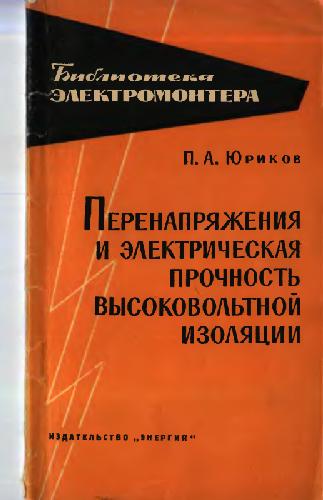 Библиотека
ЭЛЕКТРОМОНТЕРА
П. А. Юриков
Перенапряжения
и электрическая
прочность
высоковольтной
изоляции
ИЗДАТЕЛЬСТВО „ЭНЕРГИЯ"